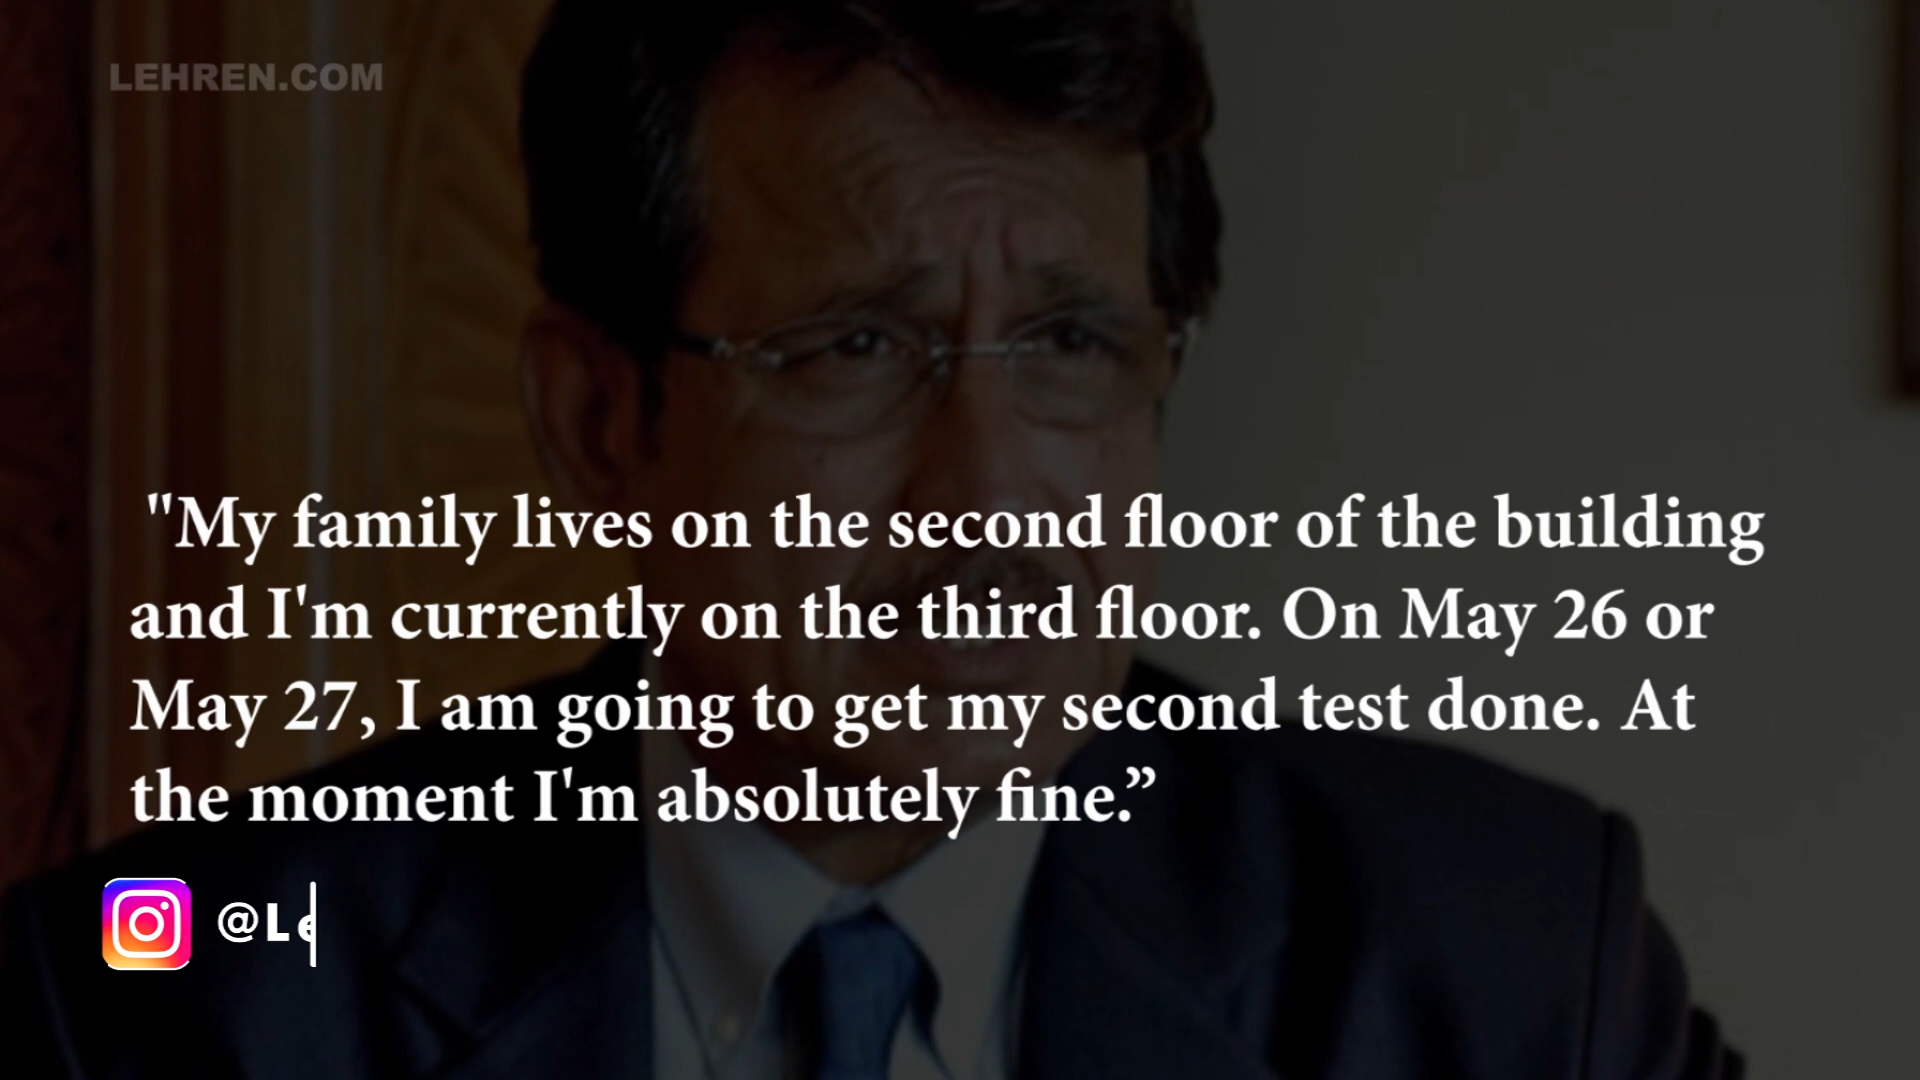 LEHREN.COM
"My family lives on the second floor of the building
and I'm currently on the third floor. On May 26 or
May 27, I am going to get my second test done. At
the moment I'm absolutely fine.”
@Le